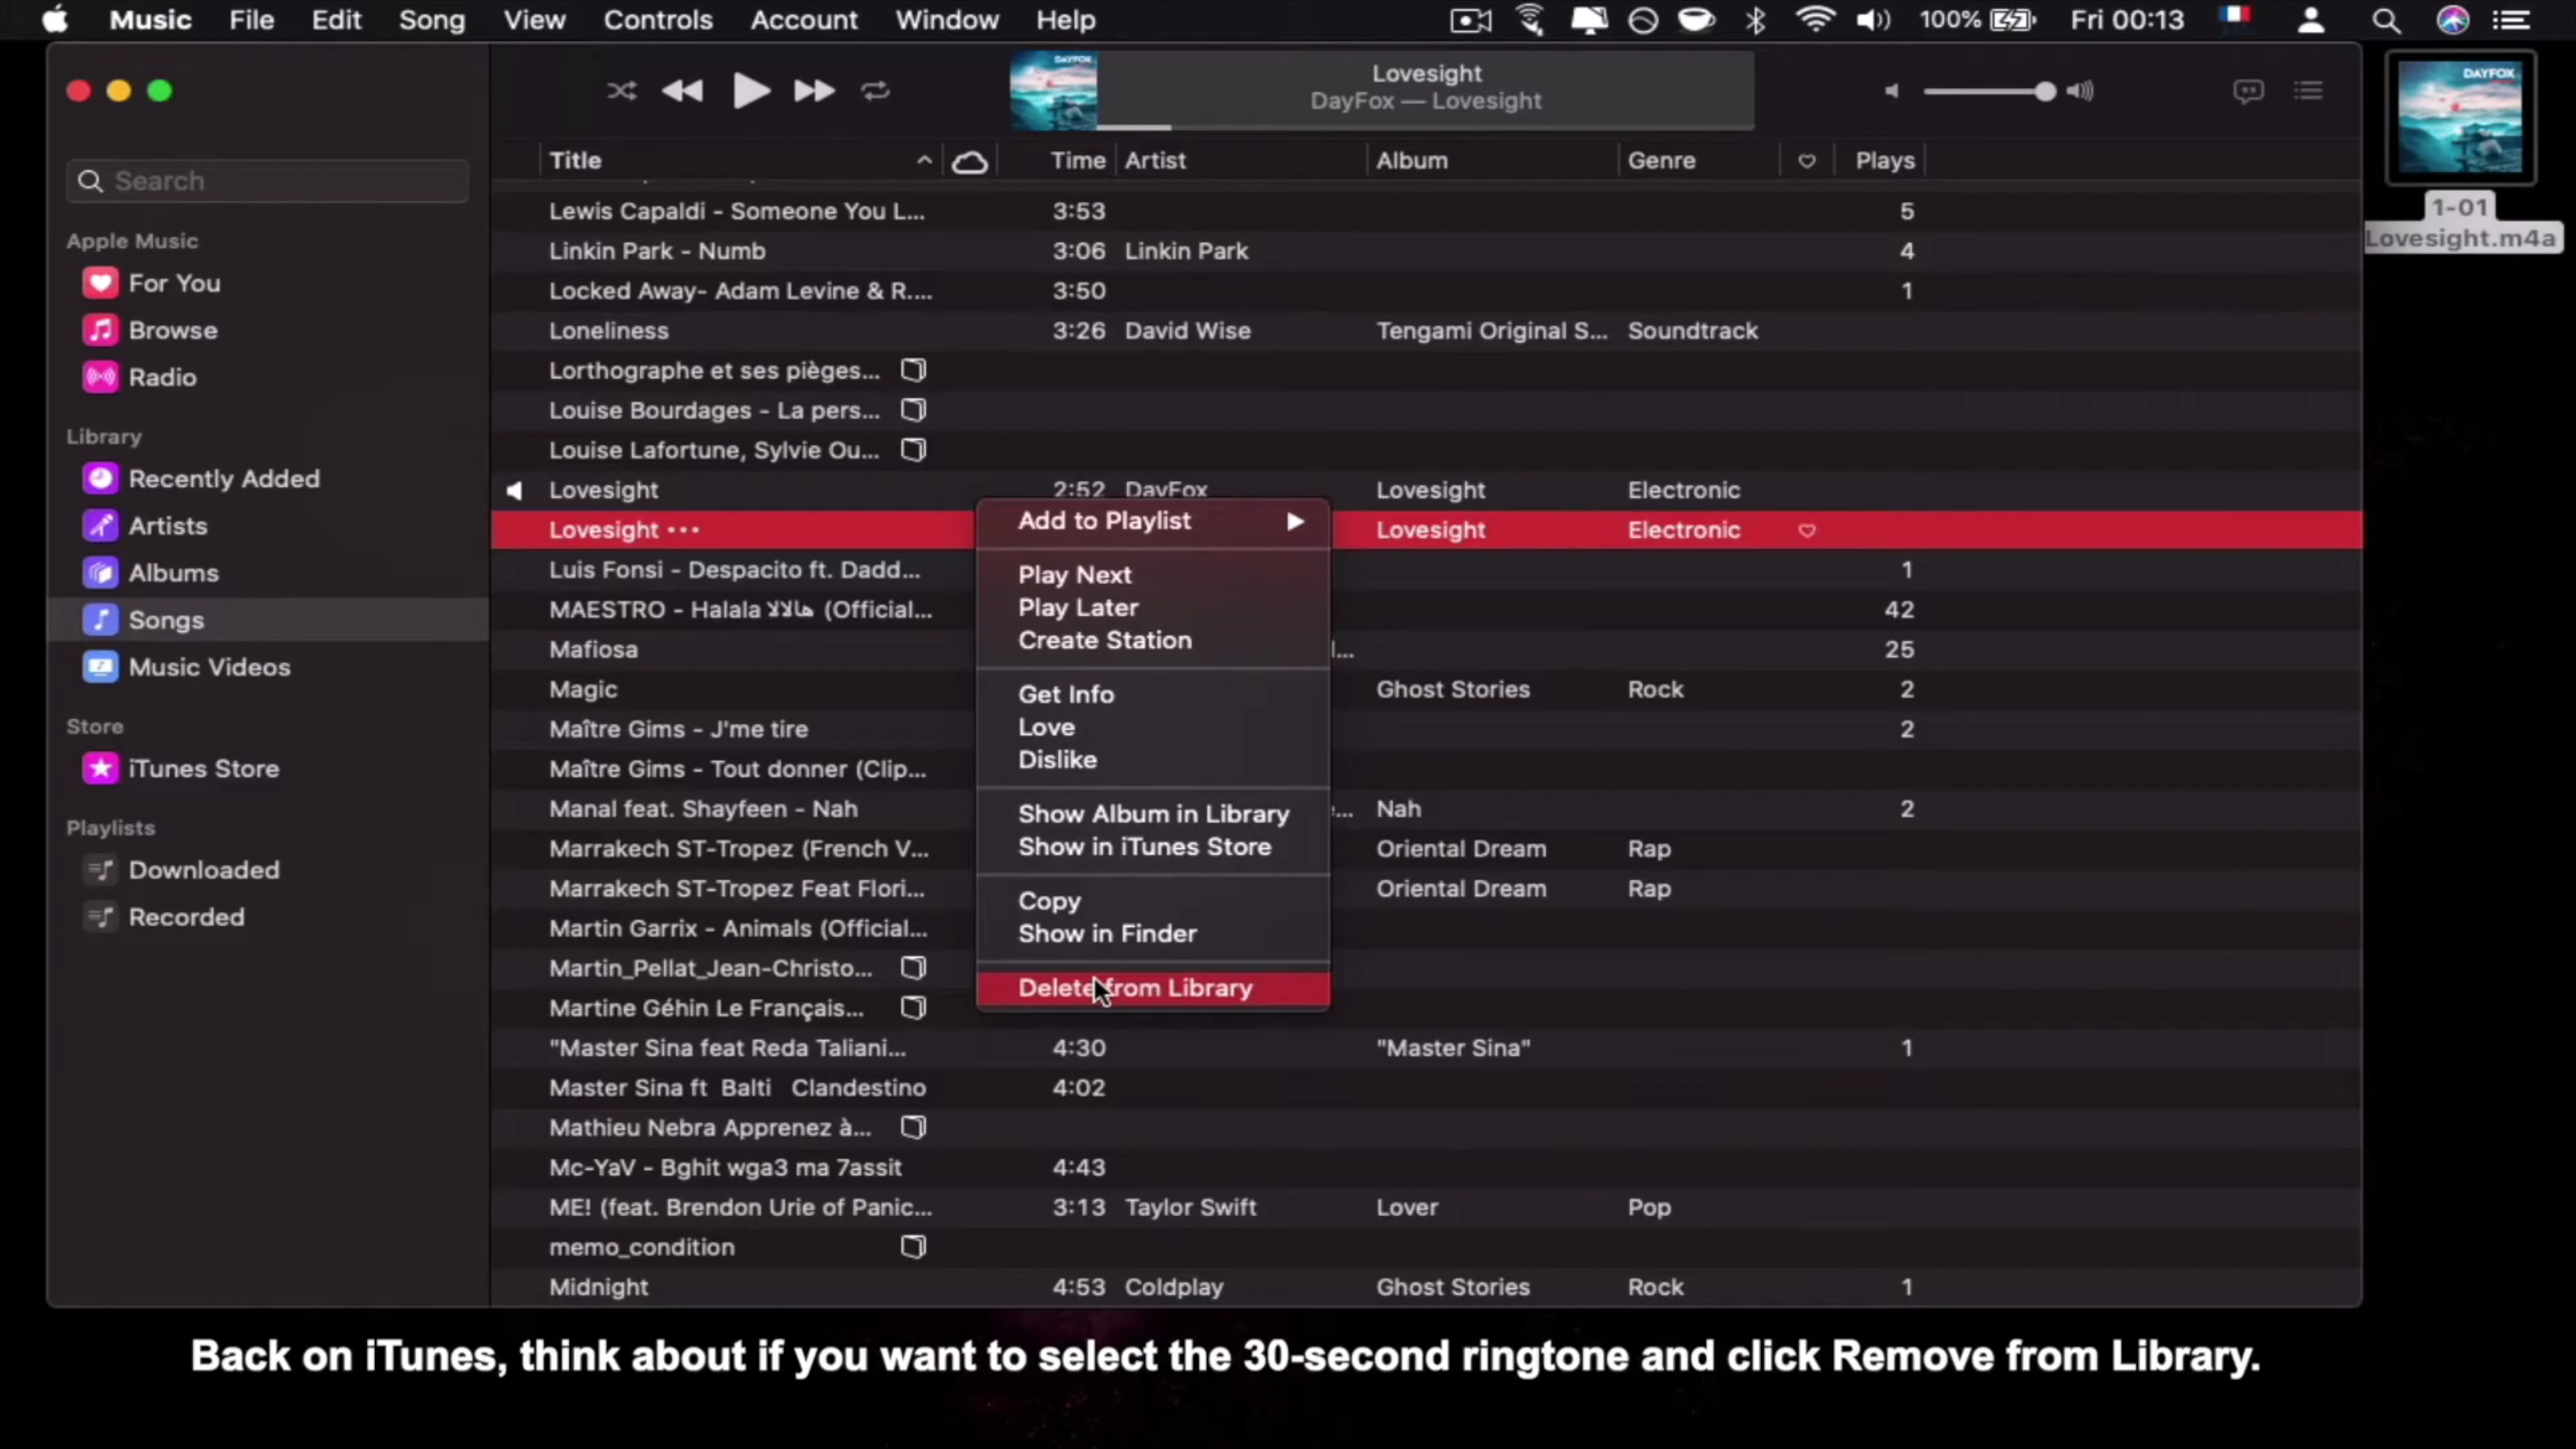 Music File Edit Song View Controls Account Window Help 100% Fri 00:13
DAYFOX
Lovesight
DayFox — Lovesight
DAYFOX
1-01
Lovesight.m4a
Search
Apple Music
For You
Browse
Radio
Library
Recently Added
Artists
Albums
Songs
Music Videos
Store
iTunes Store
Playlists
Downloaded
Recorded
Title Time Artist Album Genre Plays
Lewis Capaldi - Someone You L... 3:53 5
Linkin Park - Numb 3:06 Linkin Park 4
Locked Away- Adam Levine & R.... 3:50 1
Loneliness 3:26 David Wise Tengami Original S... Soundtrack
Lorthographe et ses pièges...
Louise Bourdages - La pers...
Louise Lafortune, Sylvie Ou...
Lovesight 2:52 DayFox Lovesight Electronic
Lovesight ••• Lovesight Electronic
Luis Fonsi - Despacito ft. Dadd... 1
MAESTRO - Halala هالالا (Official... 42
Mafiosa 25
Magic Ghost Stories Rock 2
Maître Gims - J'me tire 2
Maître Gims - Tout donner (Clip...
Manal feat. Shayfeen - Nah Nah 2
Marrakech ST-Tropez (French V... Oriental Dream Rap
Marrakech ST-Tropez Feat Flori... Oriental Dream Rap
Martin Garrix - Animals (Official...
Martin_Pellat_Jean-Christo...
Martine Géhin Le Français...
"Master Sina feat Reda Taliani... 4:30 "Master Sina" 1
Master Sina ft Balti Clandestino 4:02
Mathieu Nebra Apprenez à...
Mc-YaV - Bghit wga3 ma 7assit 4:43
ME! (feat. Brendon Urie of Panic... 3:13 Taylor Swift Lover Pop
memo_condition
Midnight 4:53 Coldplay Ghost Stories Rock 1
Add to Playlist
Play Next
Play Later
Create Station
Get Info
Love
Dislike
Show Album in Library
Show in iTunes Store
Copy
Show in Finder
Delete from Library
Back on iTunes, think about if you want to select the 30-second ringtone and click Remove from Library.